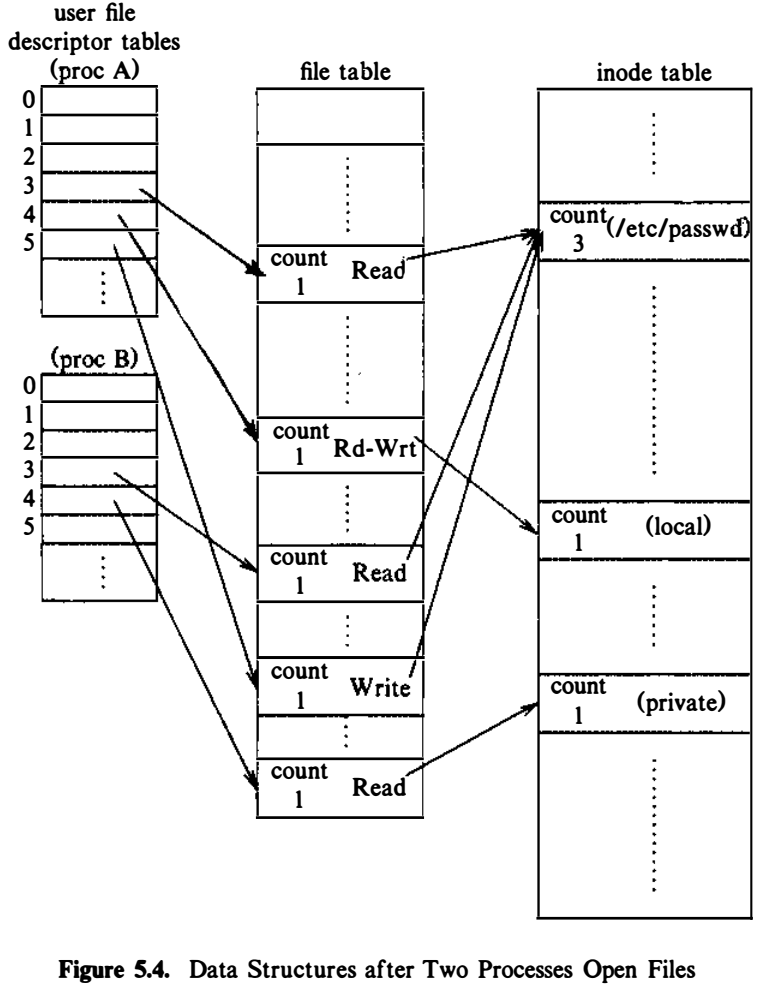 user file
descriptor tables
(proc A)
0
1
2
3
4
5
(proc B)
0
1
2
3
4
5
file table
count
1 Read
count
1 Rd-Wrt
count
1 Read
count
1 Write
count
1 Read
inode table
count (/etc/passwd)
3
count (local)
1
count (private)
1
Figure 5.4. Data Structures after Two Processes Open Files